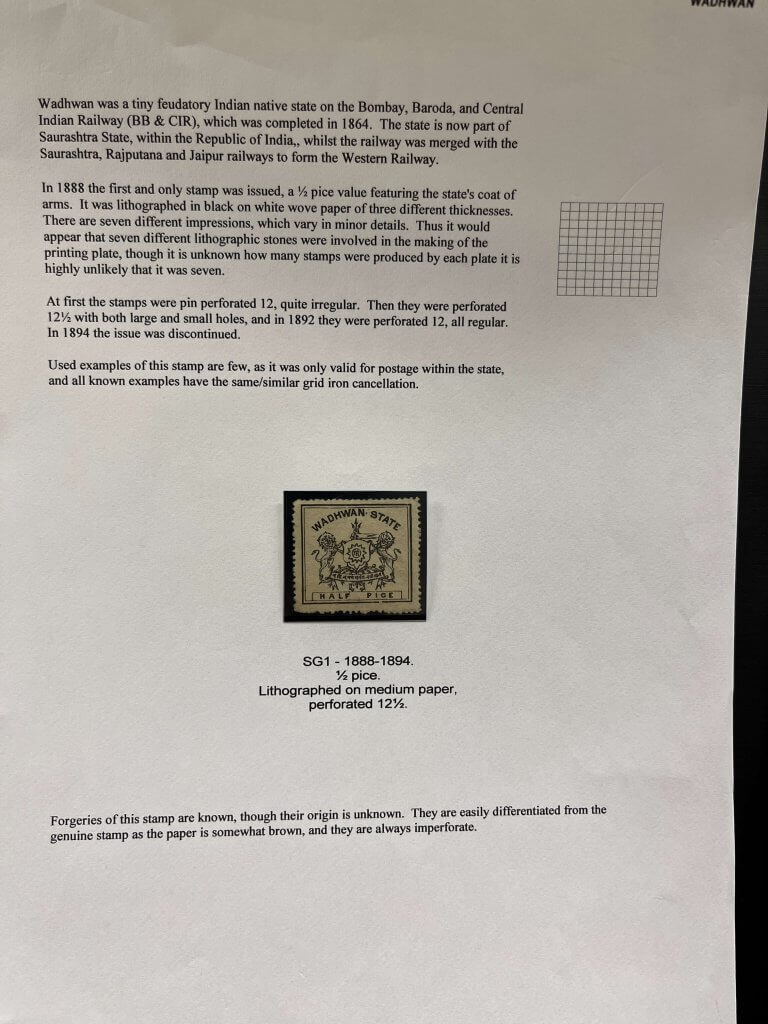 WADHWAN
Wadhwan was a tiny feudatory Indian native state on the Bombay, Baroda, and Central
Indian Railway (BB & CIR), which was completed in 1864.  The state is now part of
Saurashtra State, within the Republic of India,, whilst the railway was merged with the
Saurashtra, Rajputana and Jaipur railways to form the Western Railway.
In 1888 the first and only stamp was issued, a ½ pice value featuring the state's coat of
arms.  It was lithographed in black on white wove paper of three different thicknesses.
There are seven different impressions, which vary in minor details.  Thus it would
appear that seven different lithographic stones were involved in the making of the
printing plate, though it is unknown how many stamps were produced by each plate it is
highly unlikely that it was seven.
At first the stamps were pin perforated 12, quite irregular.  Then they were perforated
12½ with both large and small holes, and in 1892 they were perforated 12, all regular.
In 1894 the issue was discontinued.
Used examples of this stamp are few, as it was only valid for postage within the state,
and all known examples have the same/similar grid iron cancellation.
WADHWAN· STATE
HALF PICE
SG1 - 1888-1894.
½ pice.
Lithographed on medium paper,
perforated 12½.
Forgeries of this stamp are known, though their origin is unknown.  They are easily differentiated from the
genuine stamp as the paper is somewhat brown, and they are always imperforate.